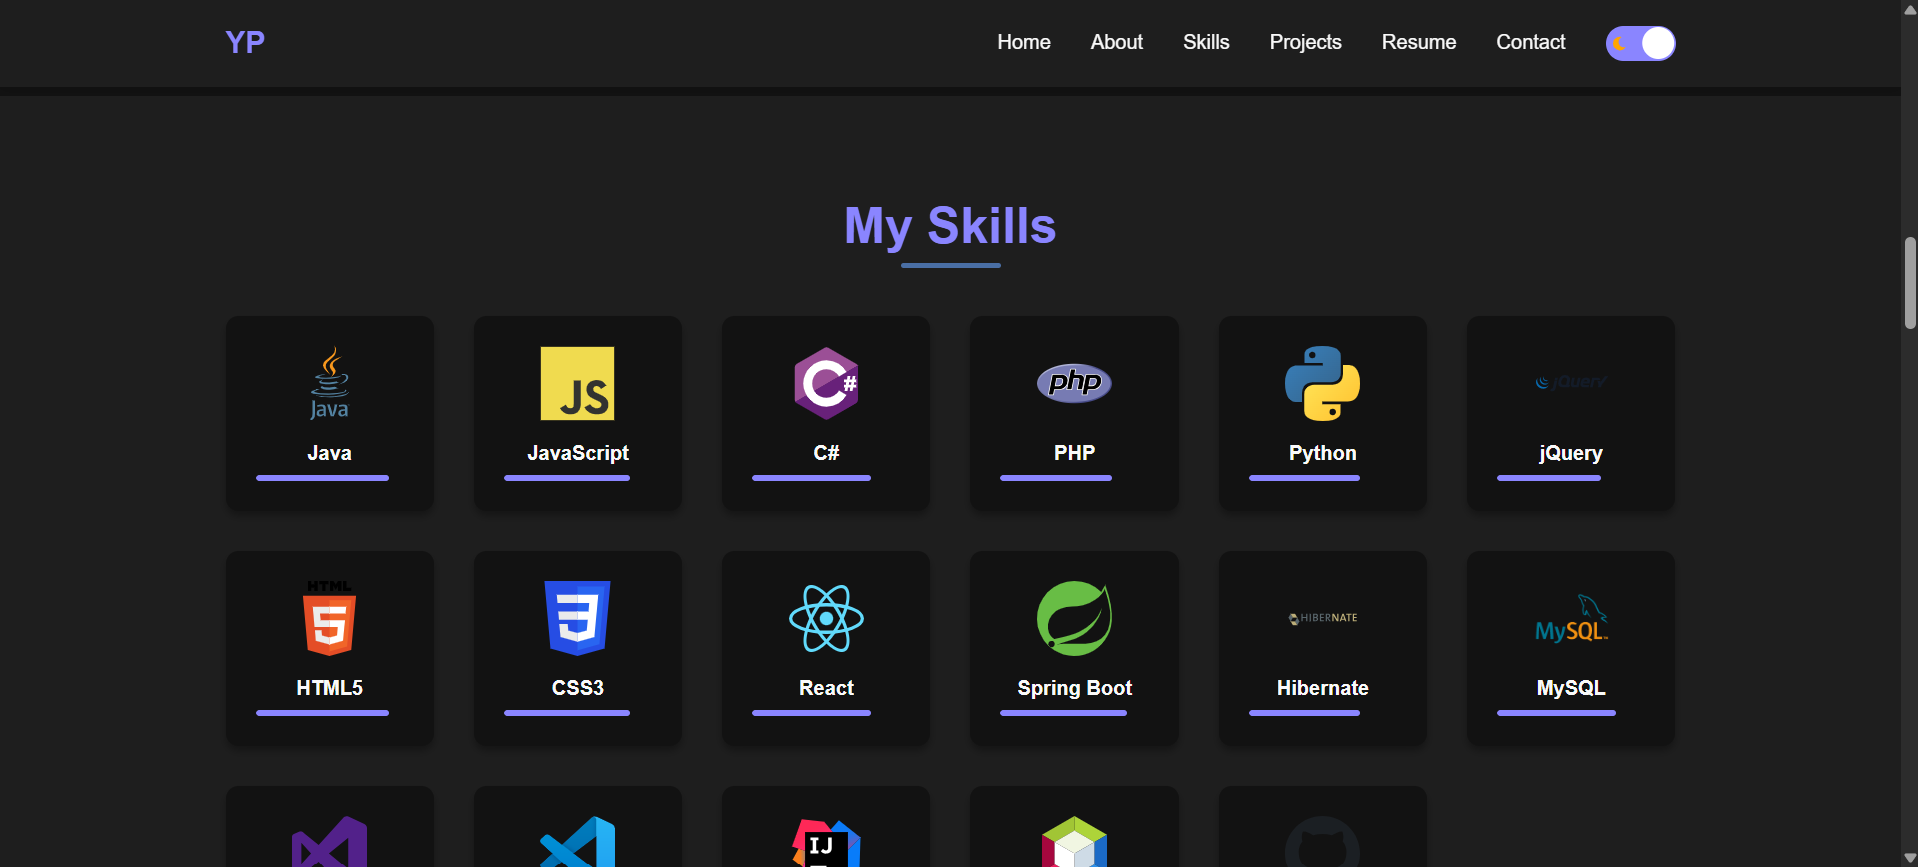 YP
Home About Skills Projects Resume Contact
My Skills
Java
JS
C#
php
jQuery
Java JavaScript C# PHP Python jQuery
HTML
5
3
HIBERNATE
MySQL™
HTML5 CSS3 React Spring Boot Hibernate MySQL
IJ